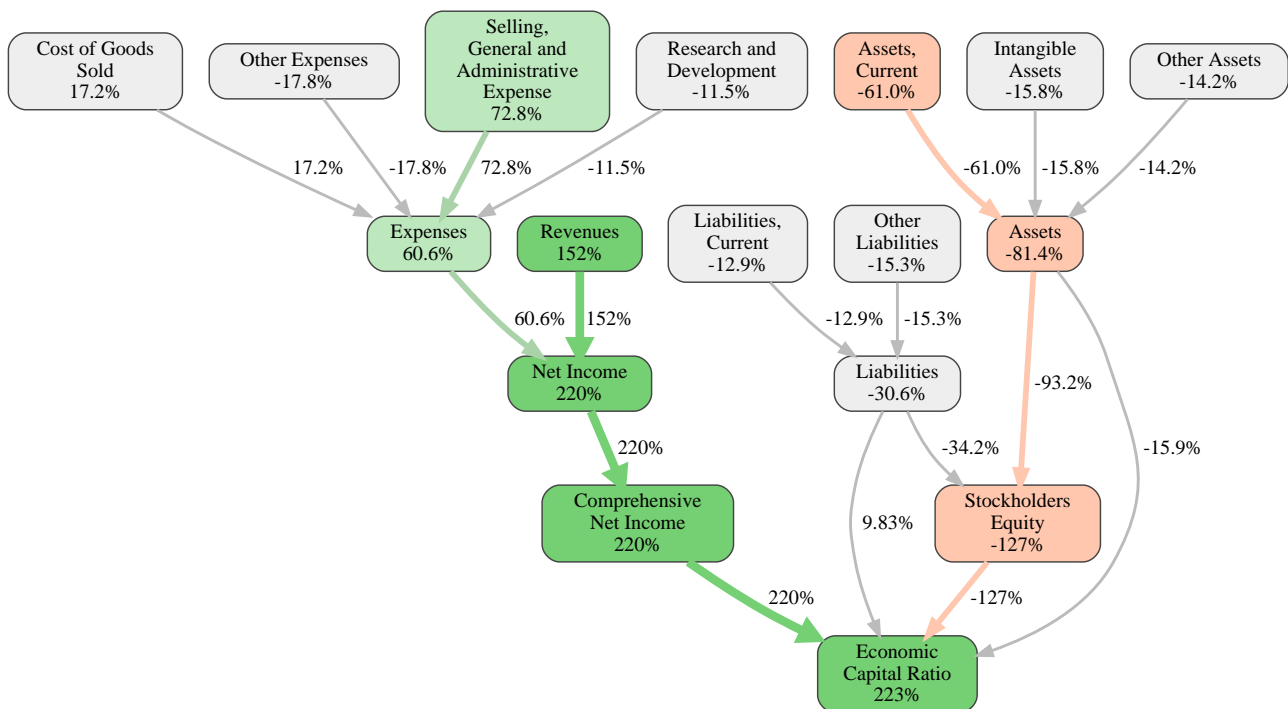 Cost of Goods
Sold
17.2%
Other Expenses
-17.8%
Selling,
General and
Administrative
Expense
72.8%
Research and
Development
-11.5%
Assets,
Current
-61.0%
Intangible
Assets
-15.8%
Other Assets
-14.2%
17.2%
-17.8%
72.8%
-11.5%
-61.0%
-15.8%
-14.2%
Expenses
60.6%
Revenues
152%
Liabilities,
Current
-12.9%
Other
Liabilities
-15.3%
Assets
-81.4%
60.6%
152%
-12.9%
-15.3%
Net Income
220%
Liabilities
-30.6%
-93.2%
220%
-34.2%
-15.9%
Comprehensive
Net Income
220%
9.83%
Stockholders
Equity
-127%
220%
-127%
Economic
Capital Ratio
223%